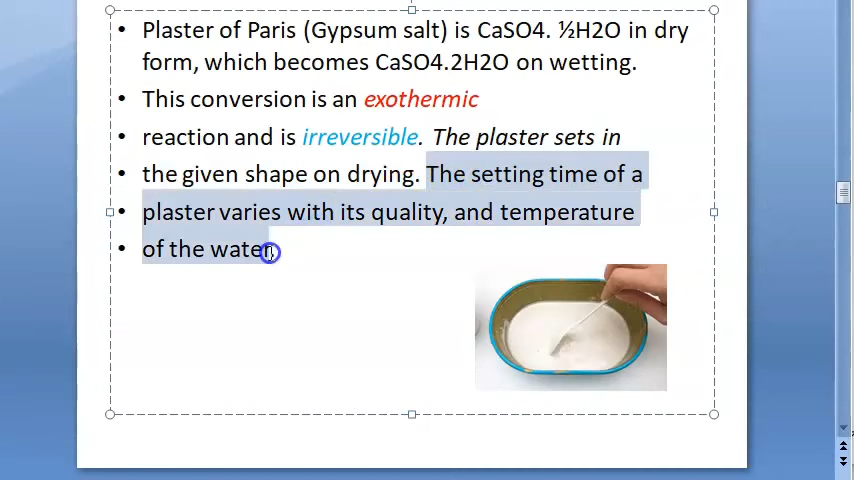 • Plaster of Paris (Gypsum salt) is CaSO4. ½H2O in dry
form, which becomes CaSO4.2H2O on wetting.
• This conversion is an exothermic
• reaction and is irreversible. The plaster sets in
• the given shape on drying. The setting time of a
• plaster varies with its quality, and temperature
• of the water.